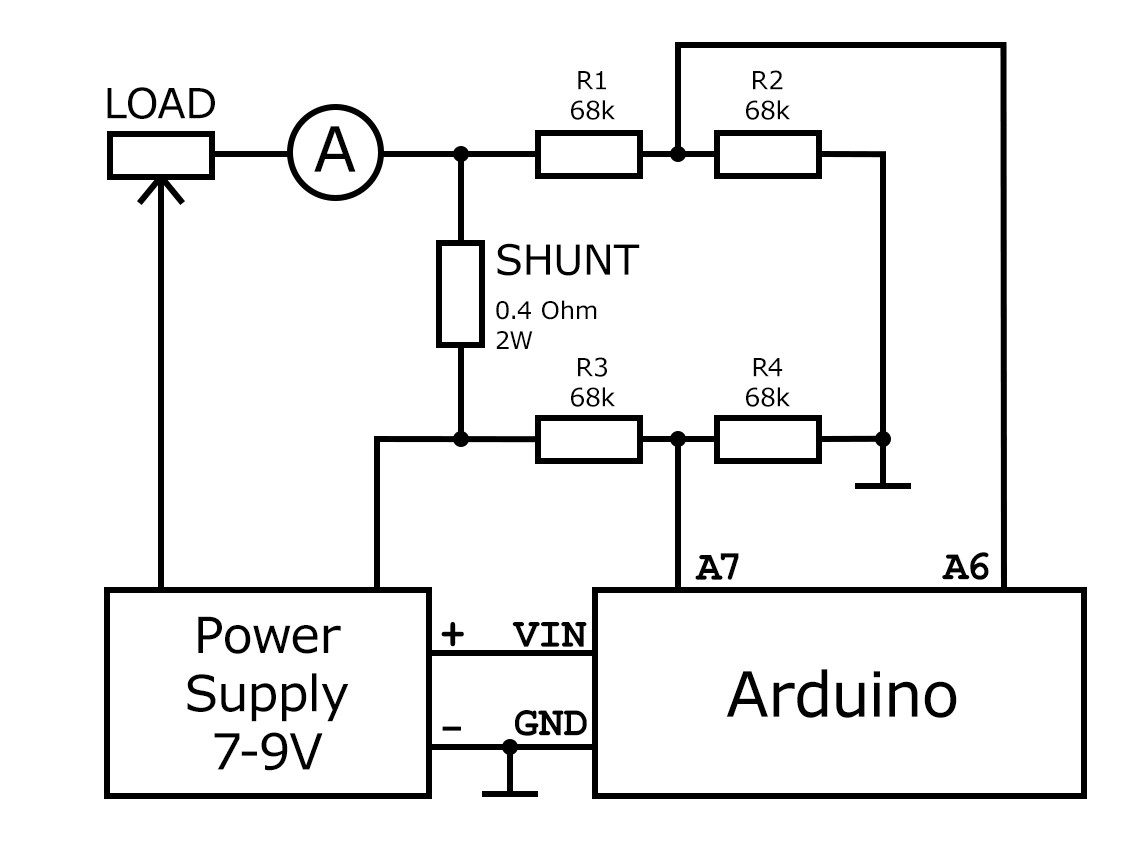 LOAD
A
R1
68k
R2
68k
SHUNT
0.4 Ohm
2W
R3
68k
R4
68k
A7
A6
Power
Supply
7-9V
+
VIN
–
GND
Arduino